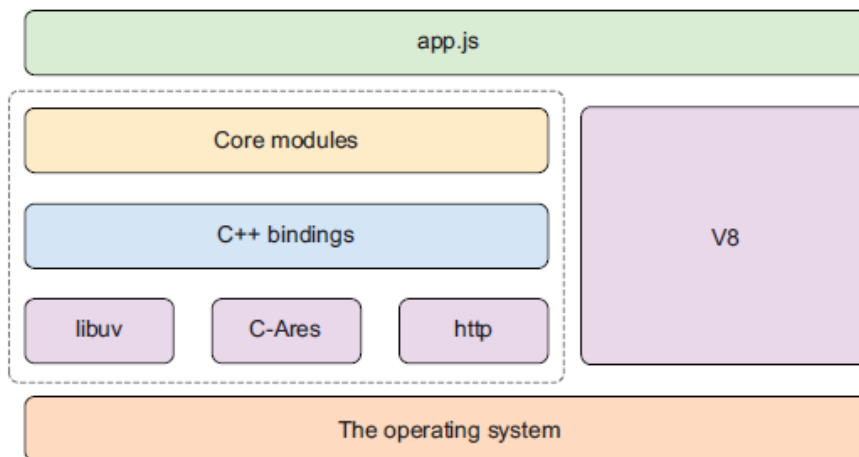 app.js
Core modules
C++ bindings
V8
libuv
C-Ares
http
The operating system